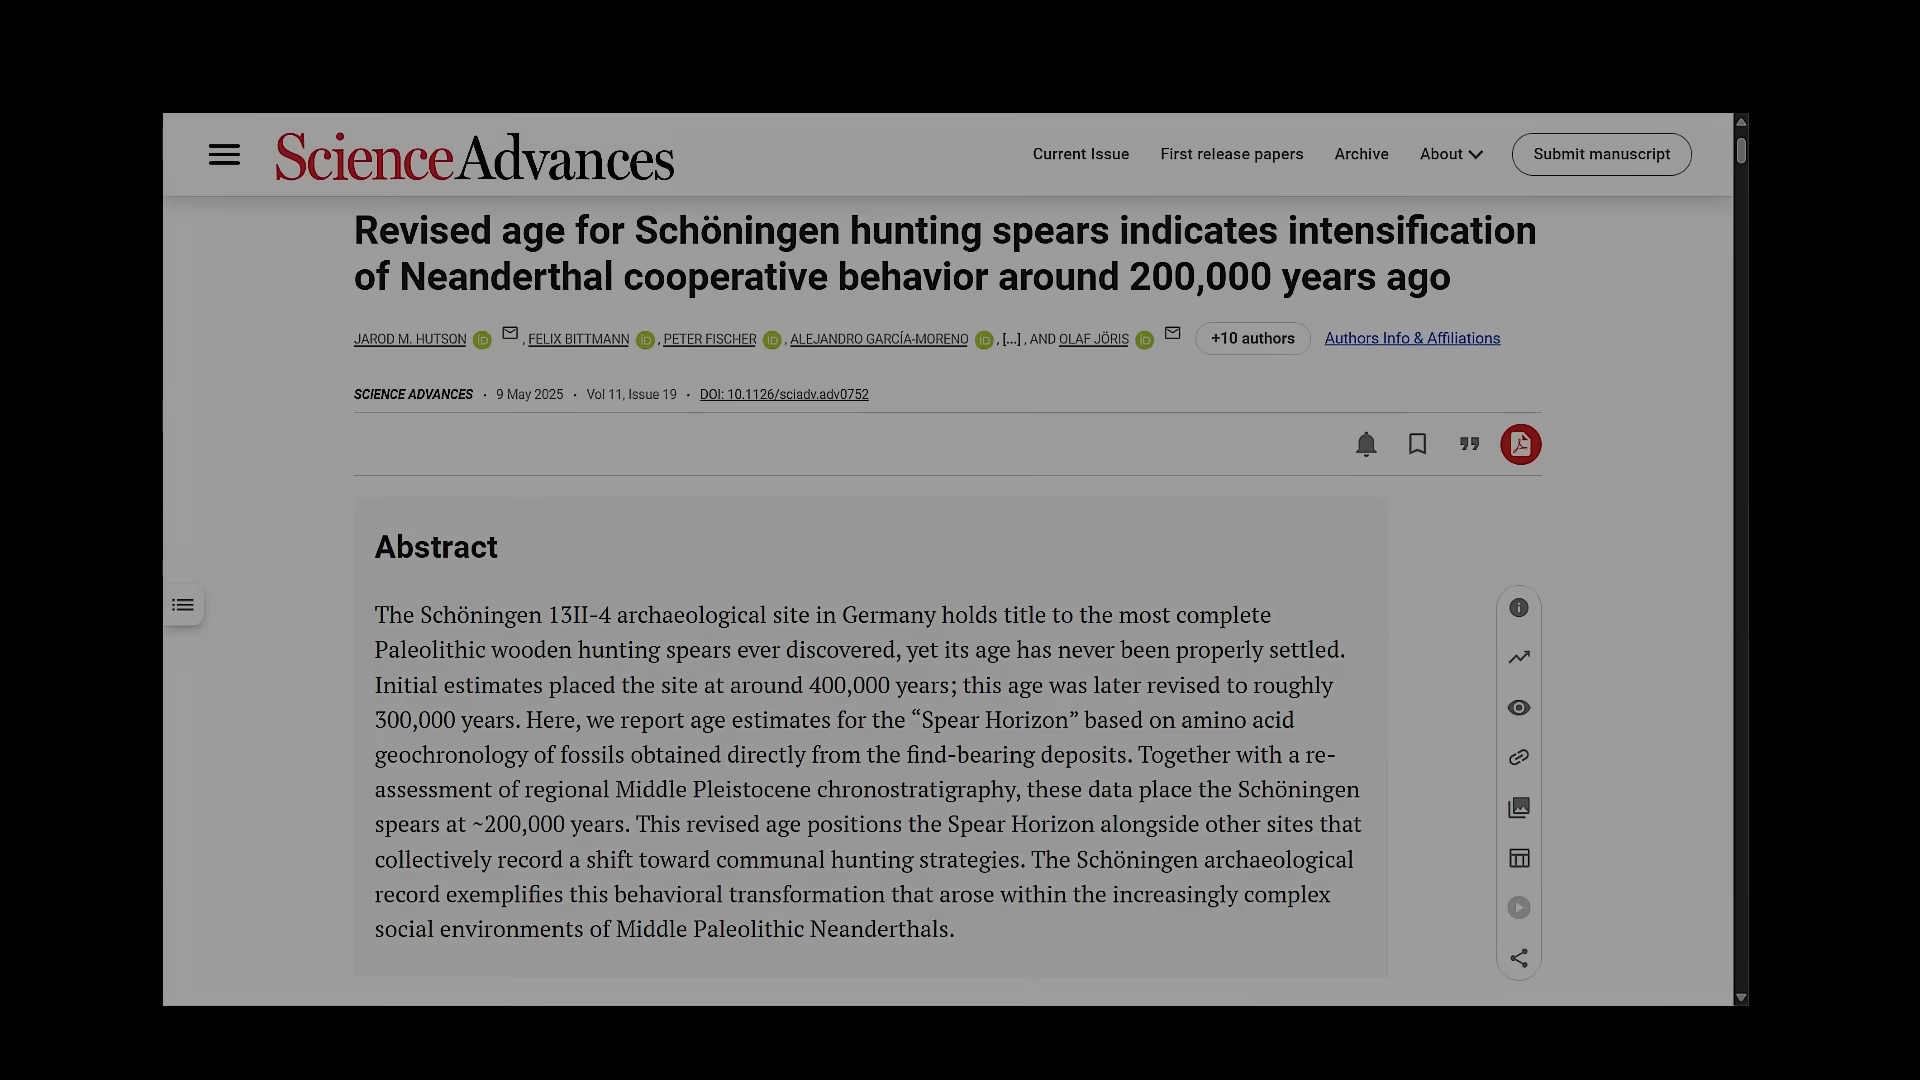 ScienceAdvances
Current Issue First release papers Archive About Submit manuscript
Revised age for Schöningen hunting spears indicates intensification
of Neanderthal cooperative behavior around 200,000 years ago
JAROD M. HUTSON iD , FELIX BITTMANN iD , PETER FISCHER iD , ALEJANDRO GARCÍA-MORENO iD , [...] , AND OLAF JÖRIS iD +10 authors Authors Info & Affiliations
SCIENCE ADVANCES · 9 May 2025 · Vol 11, Issue 19 · DOI: 10.1126/sciadv.adv0752
Abstract
The Schöningen 13II-4 archaeological site in Germany holds title to the most complete
Paleolithic wooden hunting spears ever discovered, yet its age has never been properly settled.
Initial estimates placed the site at around 400,000 years; this age was later revised to roughly
300,000 years. Here, we report age estimates for the “Spear Horizon” based on amino acid
geochronology of fossils obtained directly from the find-bearing deposits. Together with a re-
assessment of regional Middle Pleistocene chronostratigraphy, these data place the Schöningen
spears at ~200,000 years. This revised age positions the Spear Horizon alongside other sites that
collectively record a shift toward communal hunting strategies. The Schöningen archaeological
record exemplifies this behavioral transformation that arose within the increasingly complex
social environments of Middle Paleolithic Neanderthals.